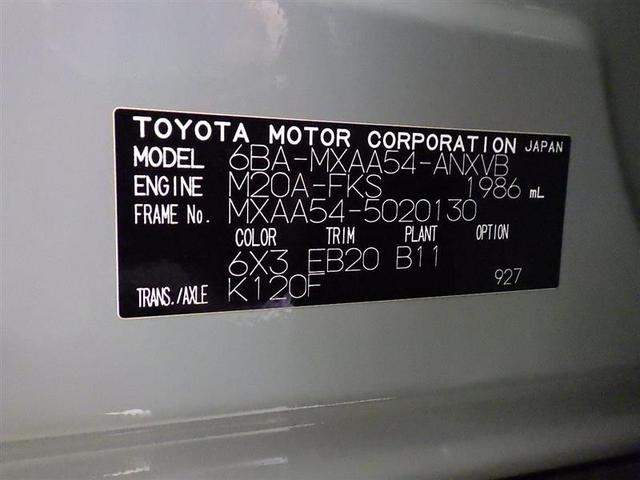 TOYOTA MOTOR CORPORATION JAPAN
MODEL 6BA-MXAA54-ANXVB
ENGINE M20A-FKS 1986 mL
FRAME No. MXAA54-5020130
COLOR TRIM PLANT OPTION
6X3 EB20 B11
TRANS./AXLE K120F 927